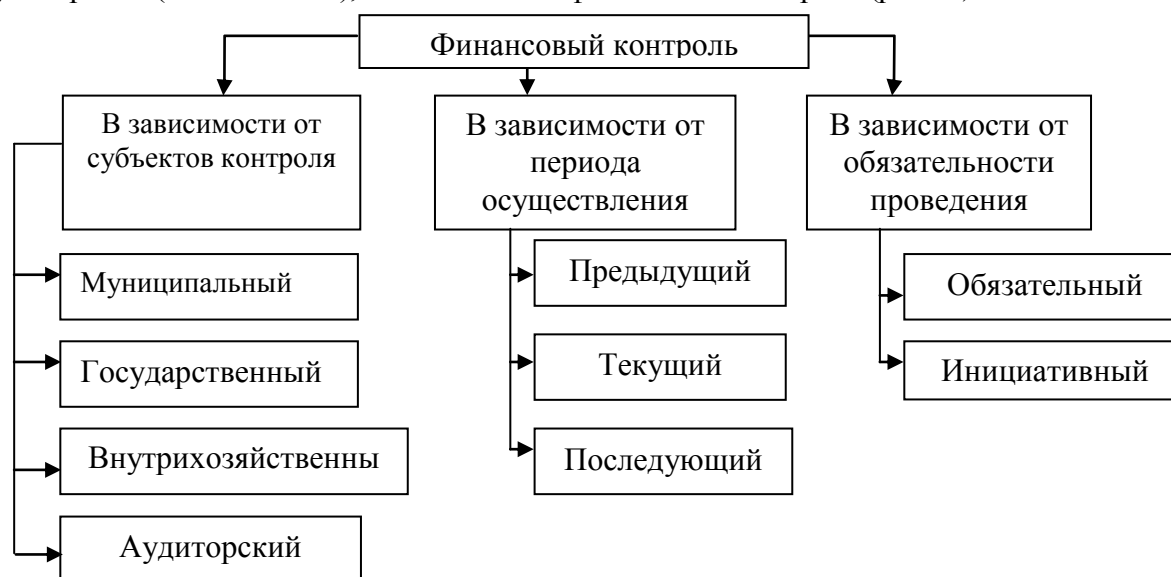 Финансовый контроль
В зависимости от
субъектов контроля
Муниципальный
Государственный
Внутрихозяйственны
Аудиторский
В зависимости от
периода
осуществления
Предыдущий
Текущий
Последующий
В зависимости от
обязательности
проведения
Обязательный
Инициативный